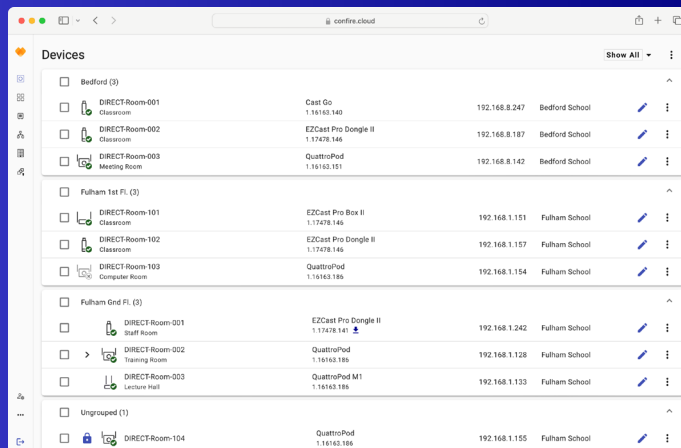 confire.cloud
Devices
Show All
Bedford (3)
DIRECT-Room-001 Cast Go 192.168.8.247 Bedford School
Classroom 1.16163.140
DIRECT-Room-002 EZCast Pro Dongle II 192.168.8.187 Bedford School
Classroom 1.17478.146
DIRECT-Room-003 QuattroPod 192.168.8.142 Bedford School
Meeting Room 1.16163.151
Fulham 1st Fl. (3)
DIRECT-Room-101 EZCast Pro Box II 192.168.1.151 Fulham School
Classroom 1.17478.146
DIRECT-Room-102 EZCast Pro Dongle II 192.168.1.157 Fulham School
Classroom 1.17478.146
DIRECT-Room-103 QuattroPod 192.168.1.154 Fulham School
Computer Room 1.16163.186
Fulham Gnd Fl. (3)
DIRECT-Room-001 EZCast Pro Dongle II 192.168.1.242 Fulham School
Staff Room 1.17478.141
DIRECT-Room-002 QuattroPod 192.168.1.128 Fulham School
Training Room 1.16163.186
DIRECT-Room-003 QuattroPod M1 192.168.1.133 Fulham School
Lecture Hall 1.16163.186
Ungrouped (1)
DIRECT-Room-104 QuattroPod 192.168.1.155 Fulham School
1.16163.186